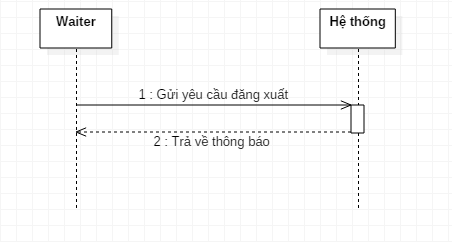 Waiter
Hệ thống
1 : Gửi yêu cầu đăng xuất
2 : Trả về thông báo